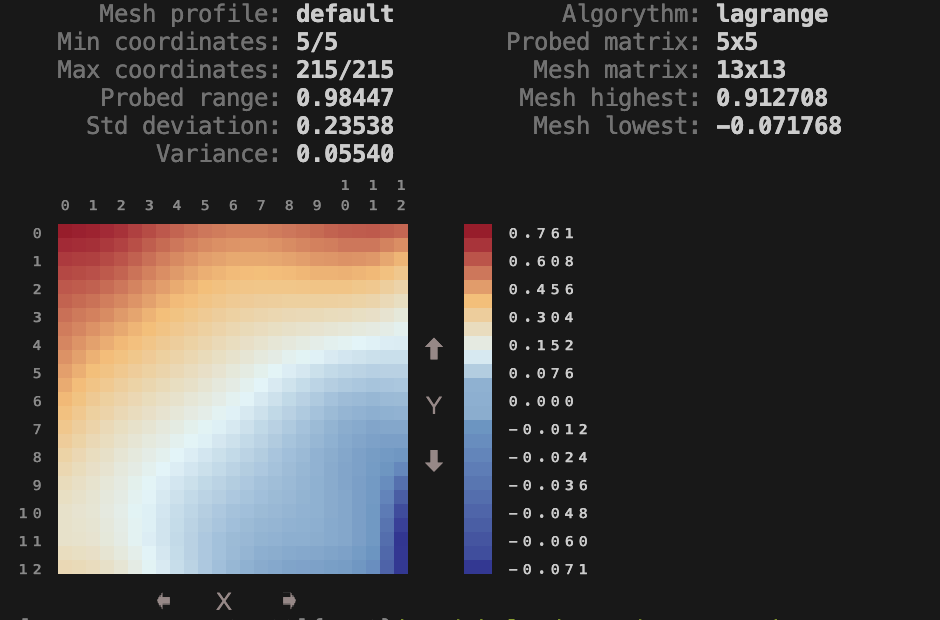 Mesh profile: default Algorythm: lagrange
Min coordinates: 5/5 Probed matrix: 5x5
Max coordinates: 215/215 Mesh matrix: 13x13
Probed range: 0.98447 Mesh highest: 0.912708
Std deviation: 0.23538 Mesh lowest: −0.071768
Variance: 0.05540
0 1 2 3 4 5 6 7 8 9 10 11 12
0 0.761
1 0.608
2 0.456
3 0.304
4 0.152
5 0.076
6 Y 0.000
7 −0.012
8 −0.024
9 −0.036
10 −0.048
11 −0.060
12 −0.071
X